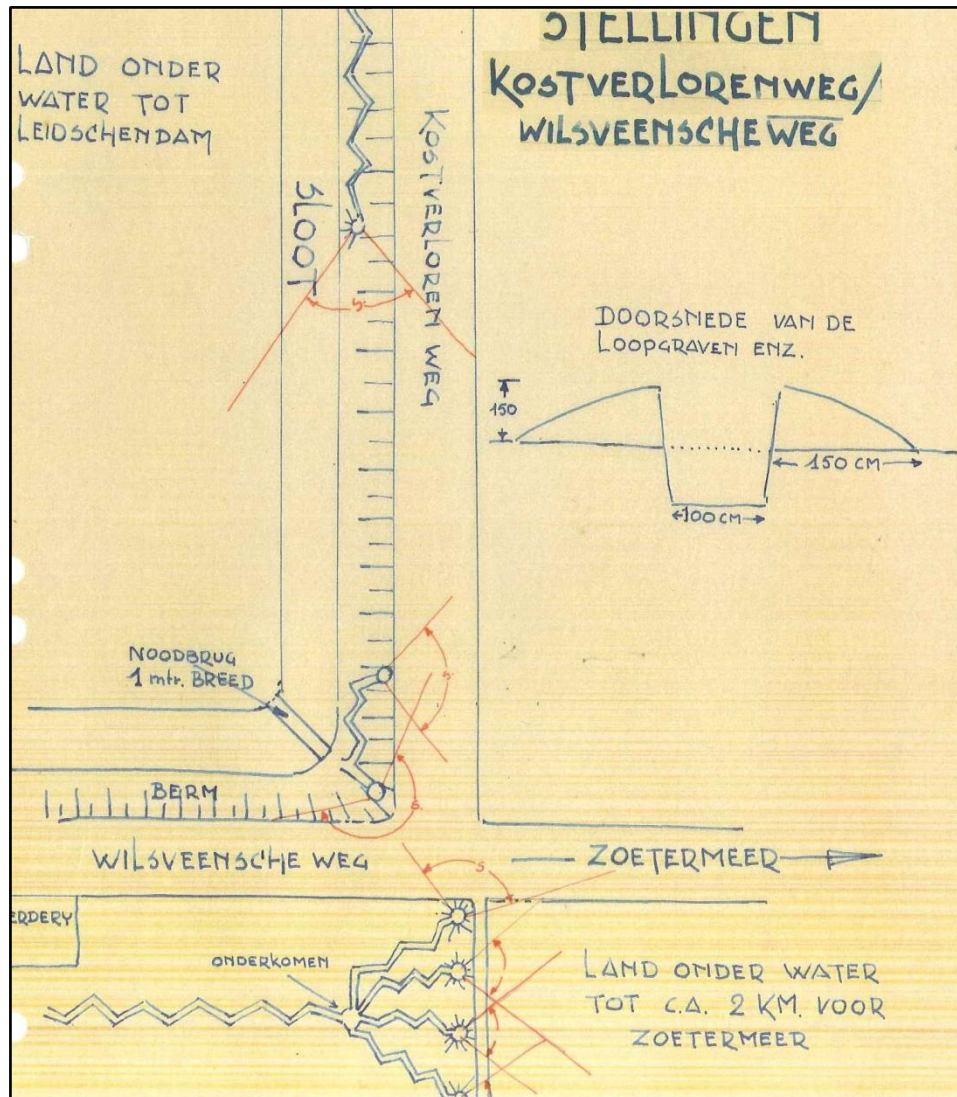 STELLINGEN
KOSTVERLORENWEG/
WILSVEENSCHE WEG
LAND ONDER
WATER TOT
LEIDSCHENDAM
SLOOT
KOSTVERLOREN WEG
S.
DOORSNEDE VAN DE
LOOPGRAVEN ENZ.
150
150 CM
100 CM
NOODBRUG
1 mtr. BREED
S.
BERM
S.
WILSVEENSCHE WEG
ZOETERMEER
S
ERDERY
ONDERKOMEN
LAND ONDER WATER
TOT C.A. 2 KM. VOOR
ZOETERMEER